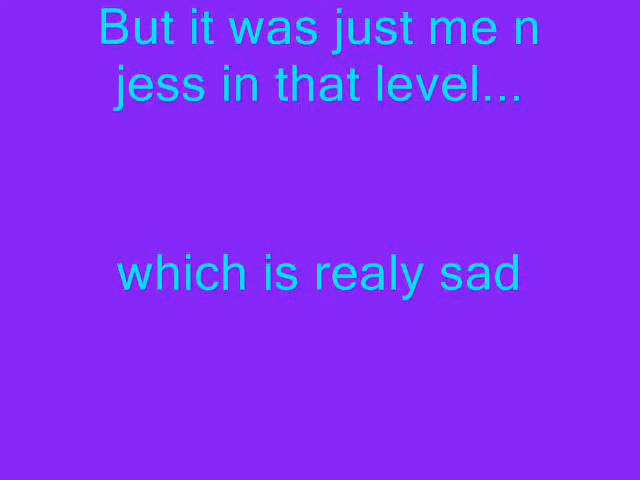 But it was just me n
jess in that level...
which is realy sad